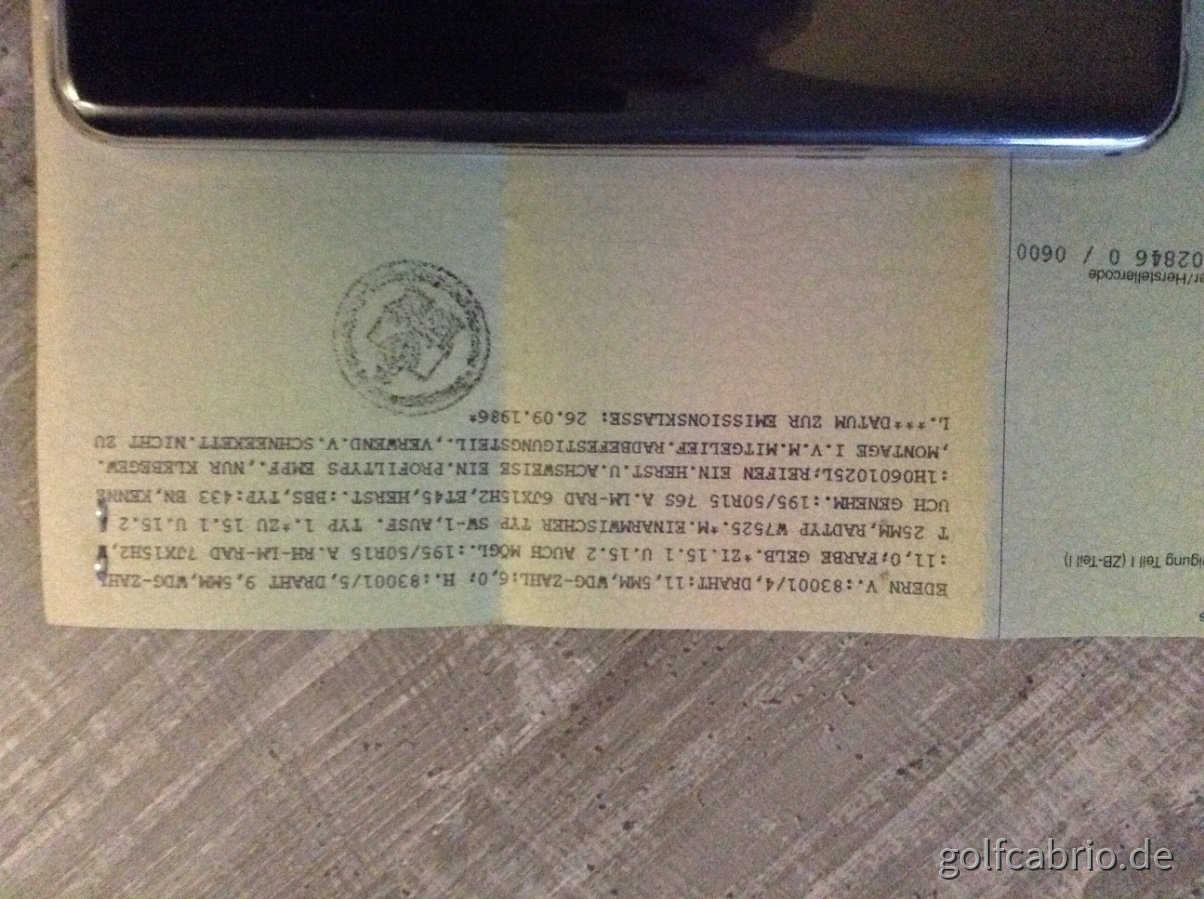 EDERN V.:83001/4,DRAHT:11,5MM,WDG-ZAHL:6,0; H.:83001/5,DRAHT 9.5MM,WDG-ZAHL
:11,0;FARBE GELB.*ZI.15.1 U.15.2 AUCH MÖGL.:195/50R15 A.RH-LM-RAD 7JX15H2,
T 25MM,RADTYP W7525.*M.EINARMWISCHER TYP SW-1,AUSF. TYP 1.*ZU 15.1 U.15.2
UCH GENEHM.:195/50R15 76S A.LM-RAD 6JX15H2,ET45,HERST.:BBS,TYP:433 BN,KENNZ
:1H0601025L;REIFEN EIN.HERST.U.ACHSWEISE EIN.PROFILTYPS EMPF.,NUR KLEBEGEW.
,MONTAGE I.V.M.MITGELIEF.RADBEFESTIGUNGSTEIL.,VERWEND.V.SCHNEEKETT.NICHT ZU
L.***DATUM ZUR EMISSIONSKLASSE: 26.09.1986*
igung Teil I (ZB-Teil I)
er/Herstellercode
02846 0 / 0600
golfcabrio.de